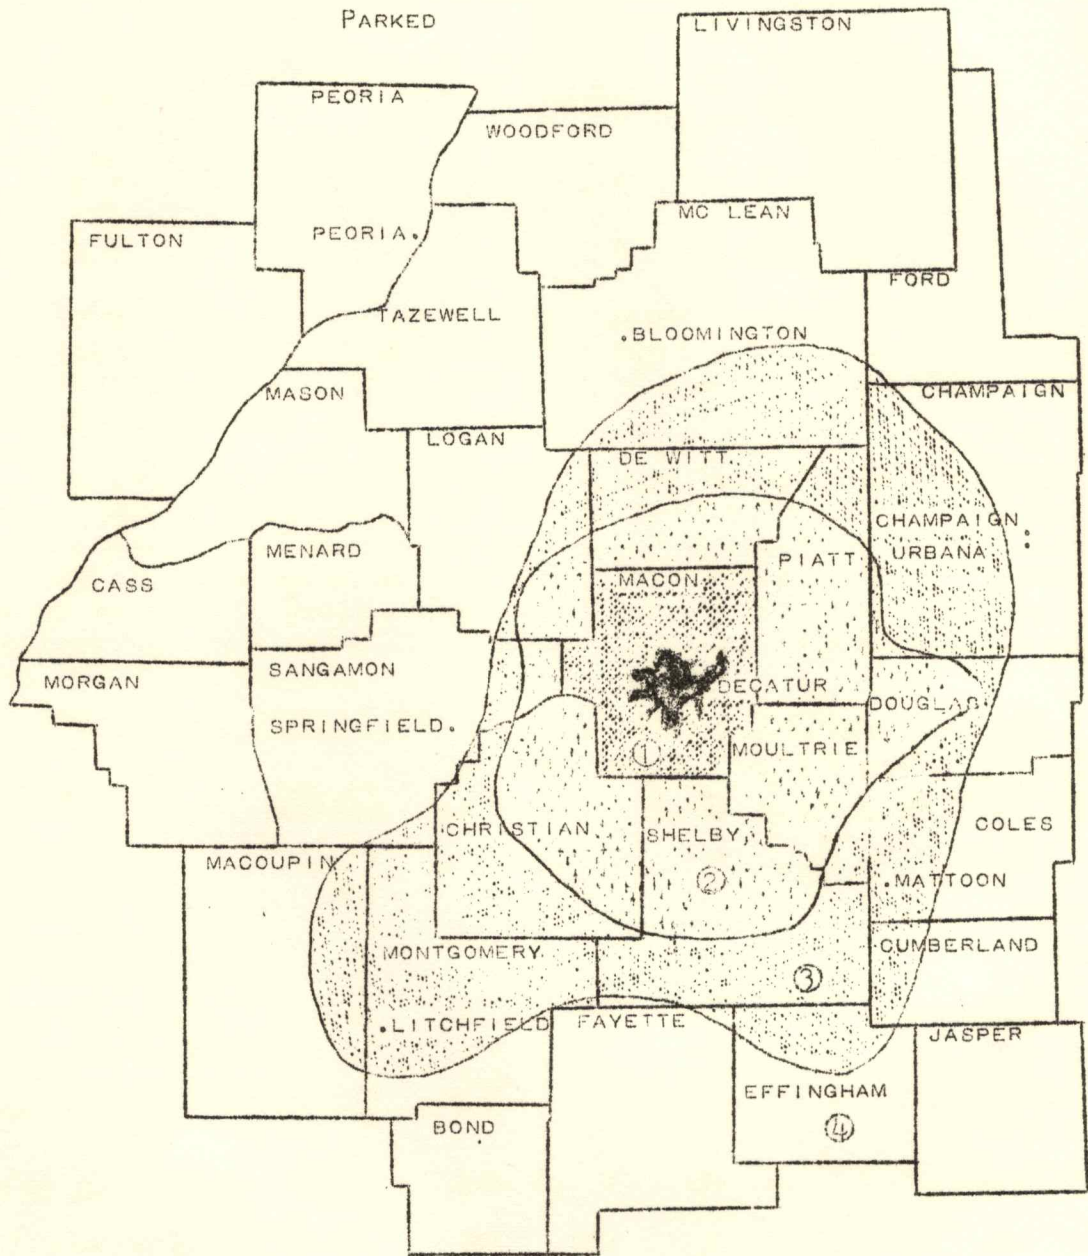 PARKED
LIVINGSTON
PEORIA
WOODFORD
MC LEAN
FULTON
PEORIA.
FORD
TAZEWELL
.BLOOMINGTON
MASON
CHAMPAIGN
LOGAN
DE WITT
CHAMPAIGN
URBANA
MENARD
PIATT
CASS
MACON
SANGAMON
MORGAN
DECATUR
DOUGLAS
SPRINGFIELD.
①
MOULTRIE
CHRISTIAN
SHELBY
COLES
MACOUPIN
②
.MATTOON
MONTGOMERY
CUMBERLAND
③
.LITCHFIELD
FAYETTE
JASPER
EFFINGHAM
BOND
④